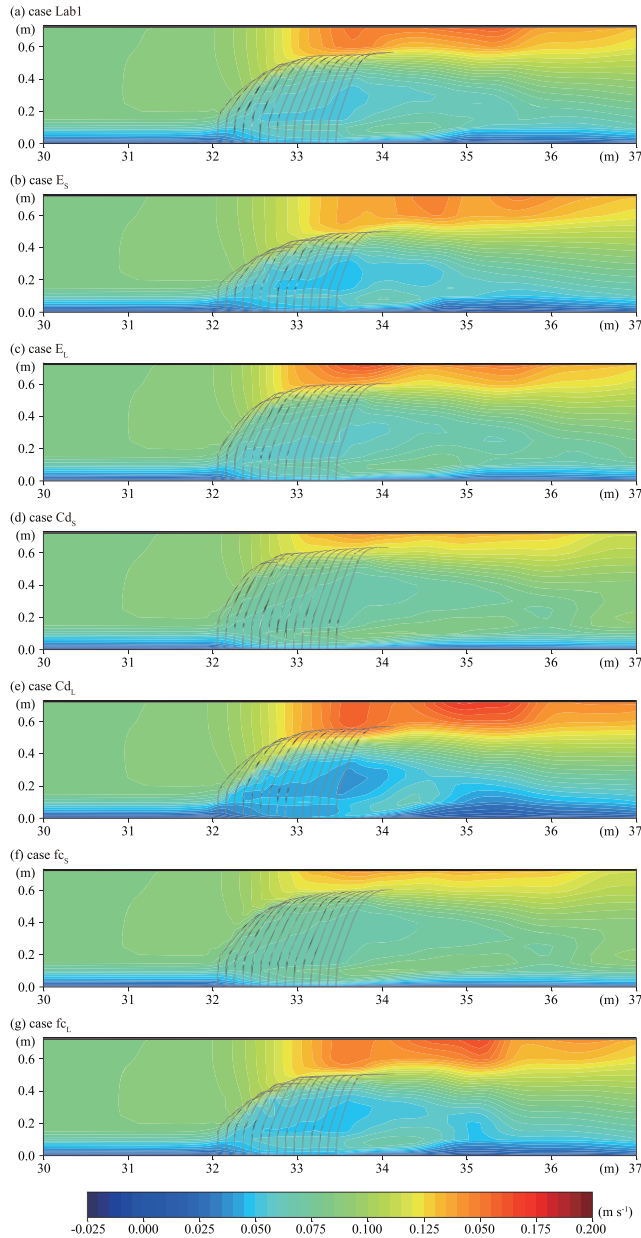 (a) case Lab1
(m)
0.6
0.4
0.2
0.0
30 31 32 33 34 35 36 (m) 37
(b) case E_S
(m)
0.6
0.4
0.2
0.0
30 31 32 33 34 35 36 (m) 37
(c) case E_L
(m)
0.6
0.4
0.2
0.0
30 31 32 33 34 35 36 (m) 37
(d) case Cd_S
(m)
0.6
0.4
0.2
0.0
30 31 32 33 34 35 36 (m) 37
(e) case Cd_L
(m)
0.6
0.4
0.2
0.0
30 31 32 33 34 35 36 (m) 37
(f) case fc_S
(m)
0.6
0.4
0.2
0.0
30 31 32 33 34 35 36 (m) 37
(g) case fc_L
(m)
0.6
0.4
0.2
0.0
30 31 32 33 34 35 36 (m) 37
(m s⁻¹)
-0.025 0.000 0.025 0.050 0.075 0.100 0.125 0.150 0.175 0.200